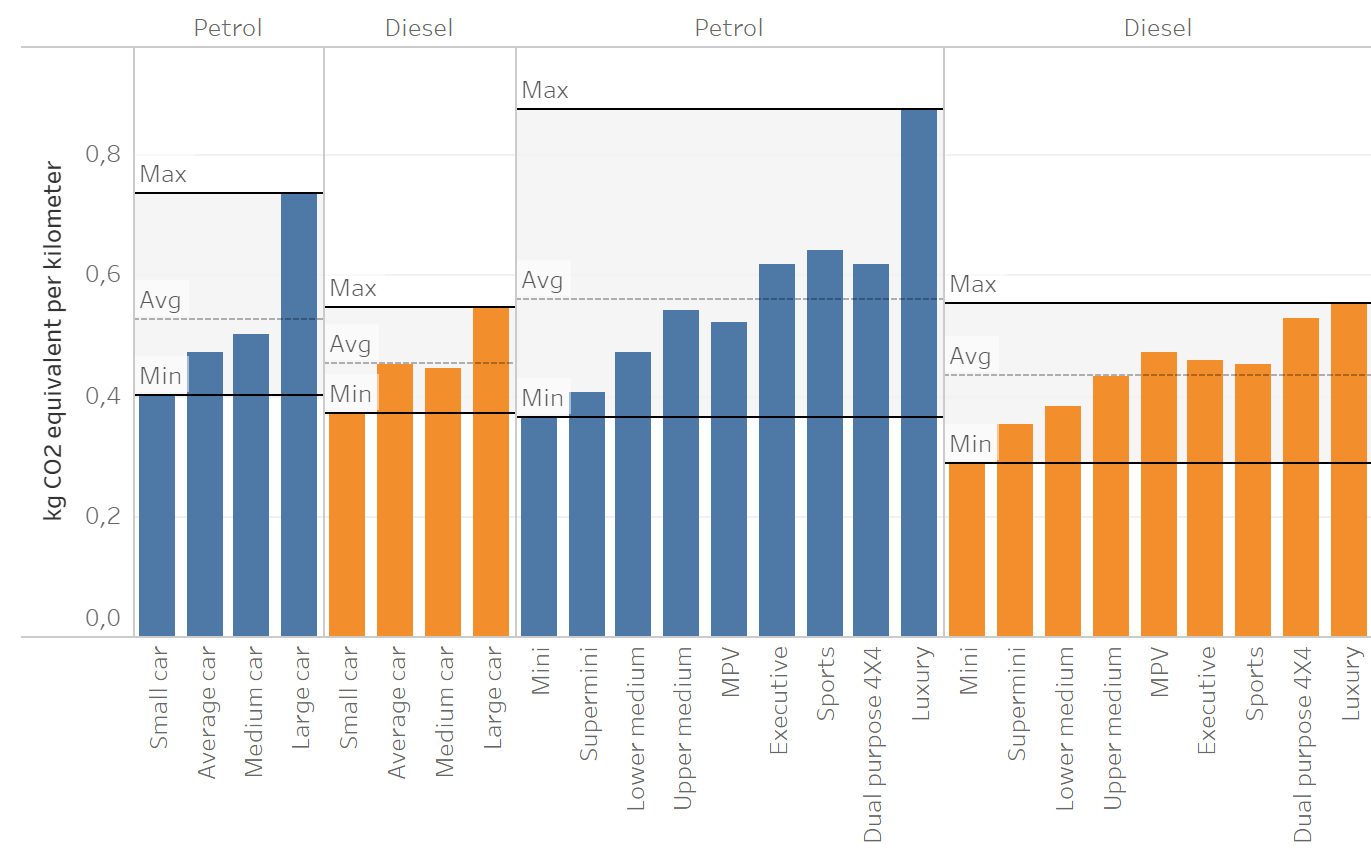 Petrol
Diesel
Petrol
Diesel
kg CO2 equivalent per kilometer
0,8
0,6
0,4
0,2
0,0
Max
Avg
Min
Max
Avg
Min
Max
Avg
Min
Max
Avg
Min
Small car
Average car
Medium car
Large car
Small car
Average car
Medium car
Large car
Mini
Supermini
Lower medium
Upper medium
MPV
Executive
Sports
Dual purpose 4X4
Luxury
Mini
Supermini
Lower medium
Upper medium
MPV
Executive
Sports
Dual purpose 4X4
Luxury